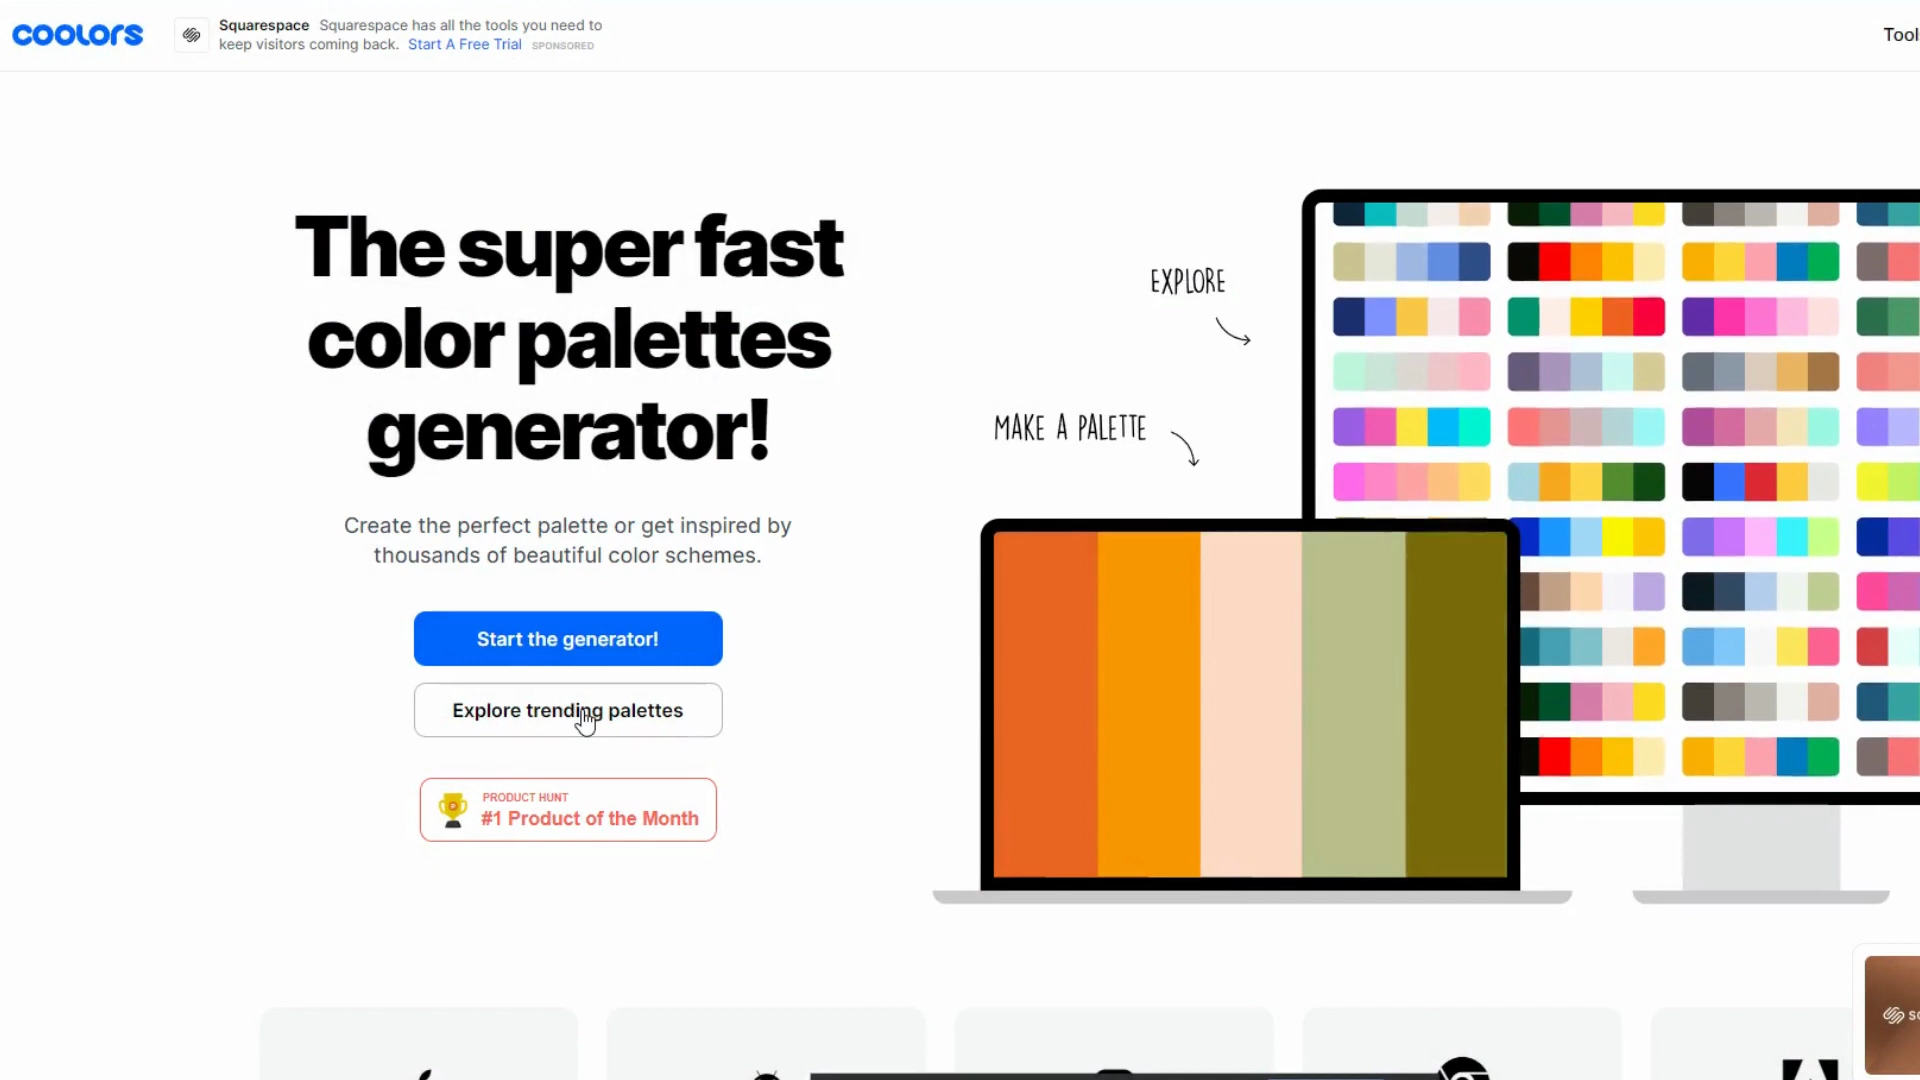 coolors
Squarespace Squarespace has all the tools you need to
keep visitors coming back. Start A Free Trial SPONSORED
The super fast
color palettes
generator!
EXPLORE
MAKE A PALETTE
Create the perfect palette or get inspired by
thousands of beautiful color schemes.
Start the generator!
Explore trending palettes
PRODUCT HUNT
#1 Product of the Month